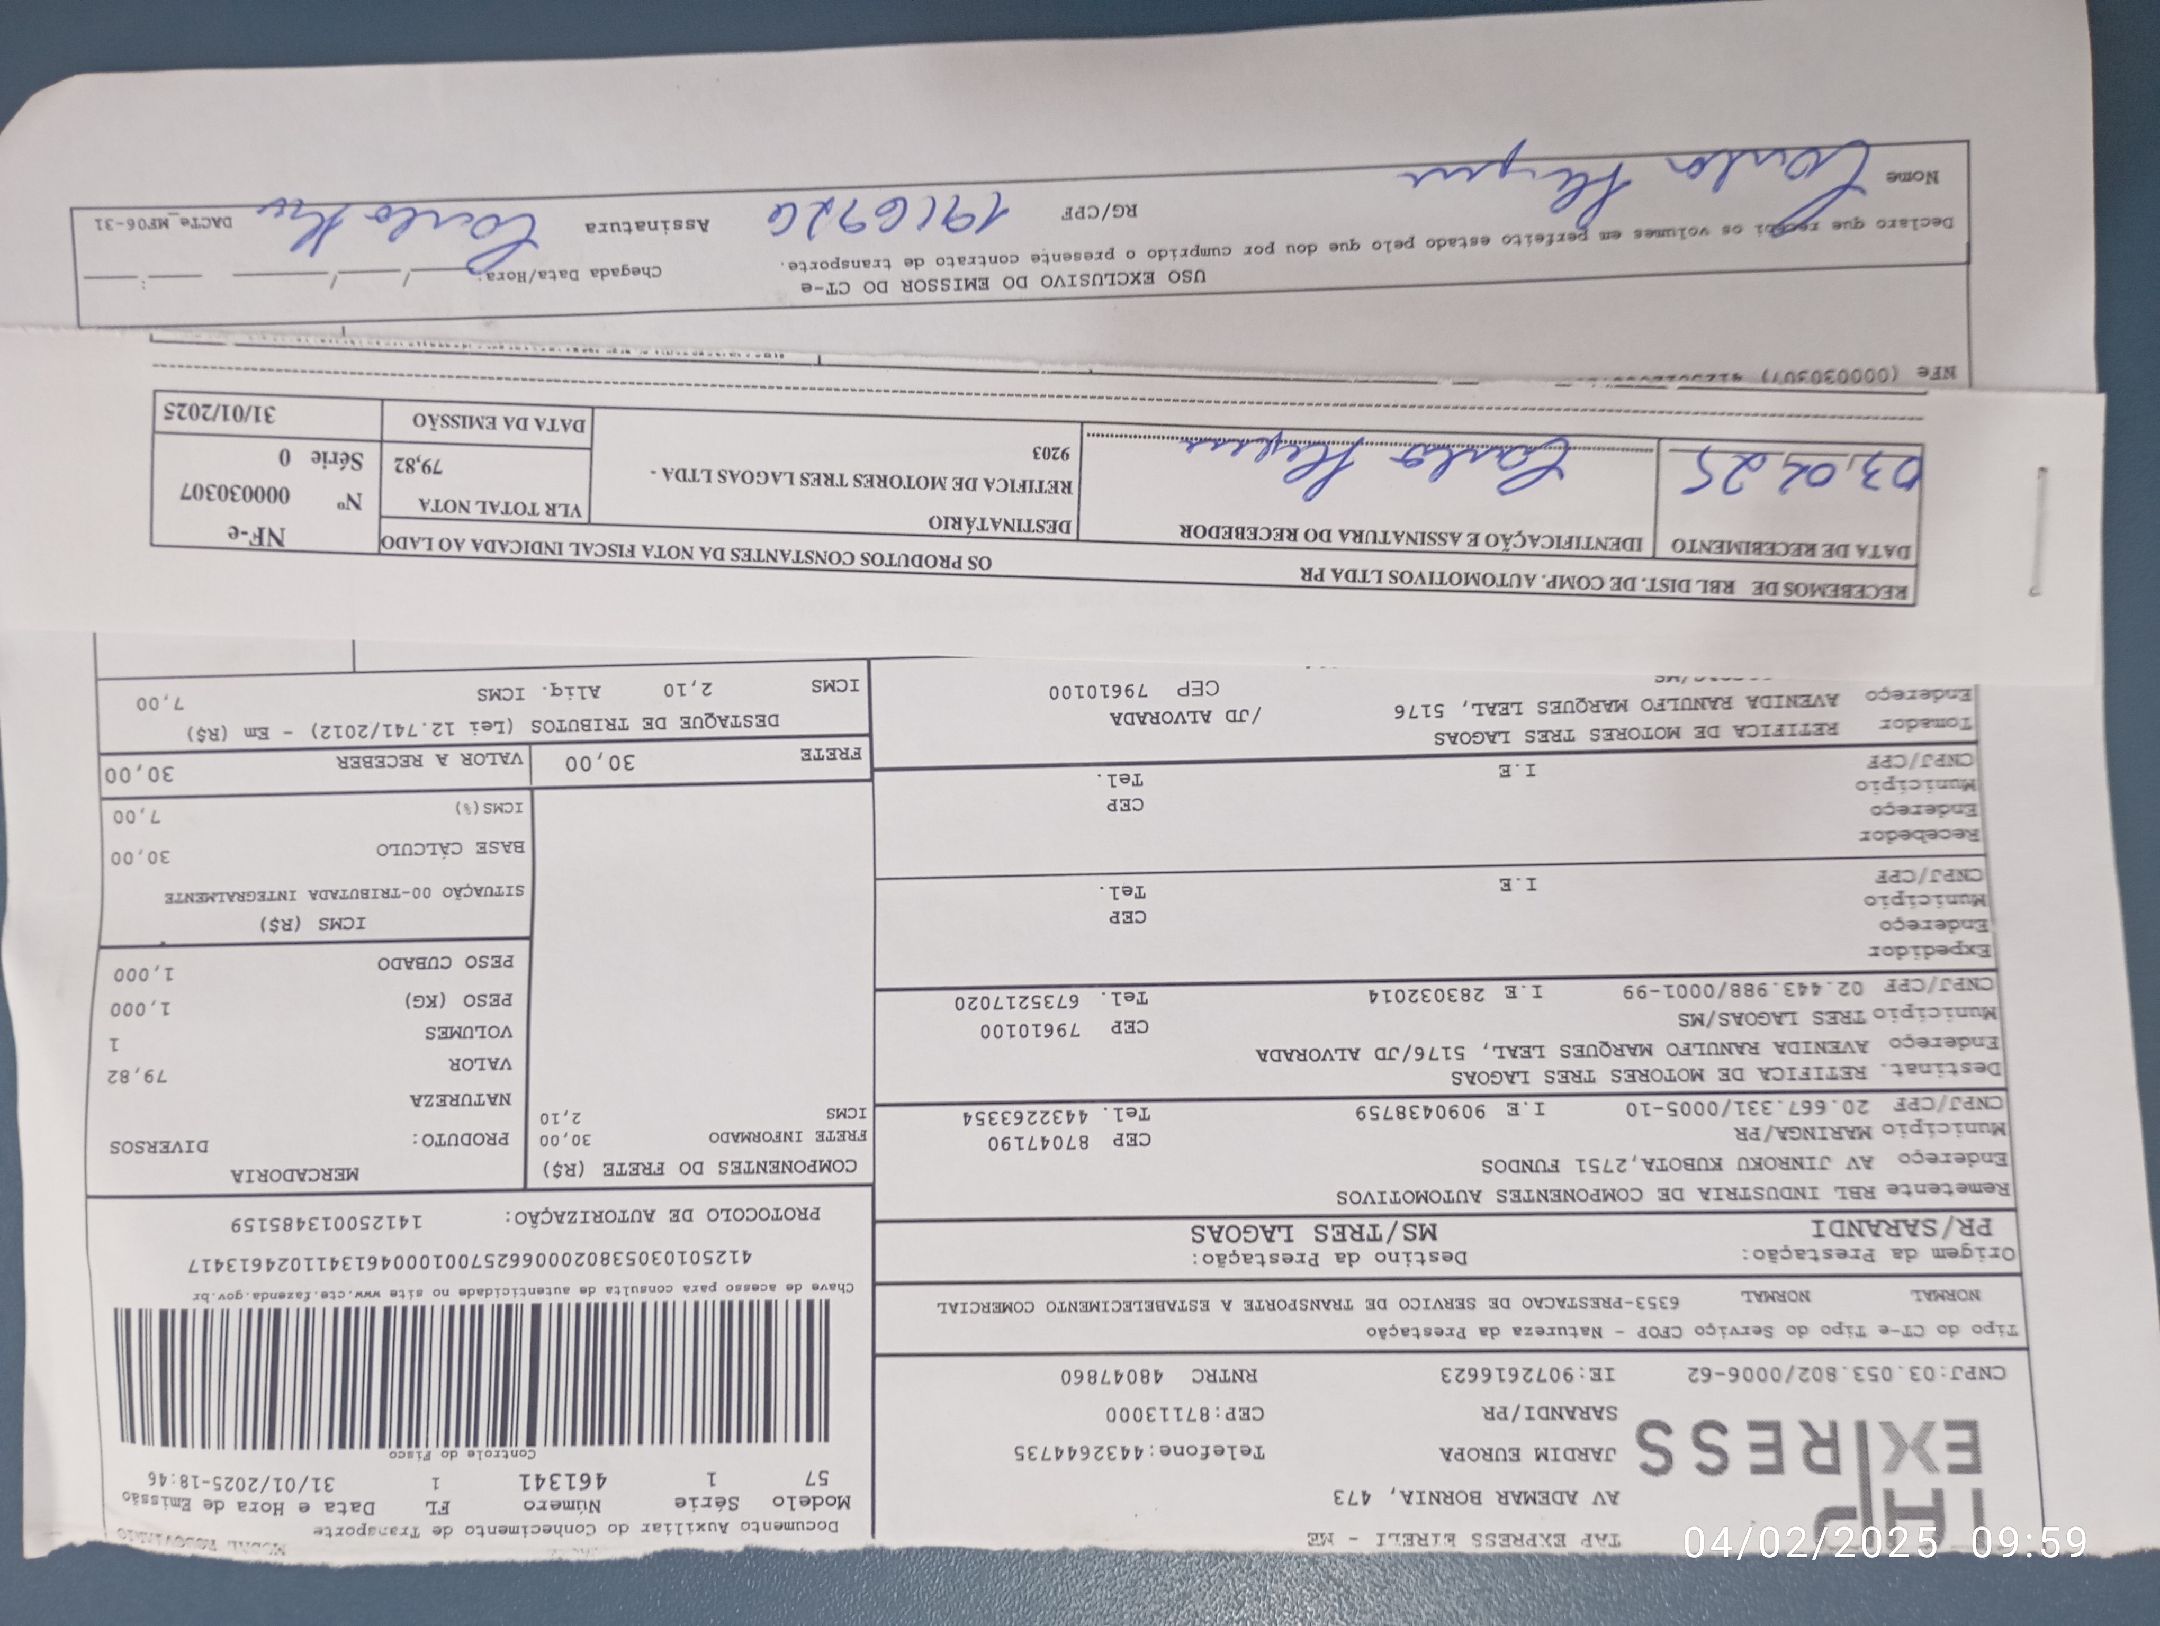 TAP EXPRESS EIRELI - ME
TAP EXPRESS
AV ADEMAR BORNIA, 473
JARDIM EUROPA Telefone:4432644735
SARANDI/PR CEP:87113000
CNPJ:03.053.802/0006-62 IE:9072616623 RNTRC 48047860
MODAL RODOVIÁRIO
Documento Auxiliar do Conhecimento de Transporte
Modelo Série Número FL Data e Hora de Emissão
57 1 461341 1 31/01/2025-18:46
Controle do Fisco
Chave de acesso para consulta de autenticidade no site www.cte.fazenda.gov.br
41250103053802000662570010004613411024613417
PROTOCOLO DE AUTORIZAÇÃO: 141250013485159
Tipo do CT-e Tipo do Serviço CFOP - Natureza da Prestação
NORMAL NORMAL 6353-PRESTACAO DE SERVICO DE TRANSPORTE A ESTABELECIMENTO COMERCIAL
Origem da Prestação: Destino da Prestação:
PR/SARANDI MS/TRES LAGOAS
Remetente RBL INDUSTRIA DE COMPONENTES AUTOMOTIVOS
Endereço AV JINROKU KUBOTA,2751 FUNDOS
Município MARINGA/PR CEP 87047190
CNPJ/CPF 20.667.331/0005-10 I.E 9090438759 Tel. 4432263354
Destinat. RETIFICA DE MOTORES TRES LAGOAS
Endereço AVENIDA RANULFO MARQUES LEAL, 5176/JD ALVORADA
Município TRES LAGOAS/MS CEP 79610100
CNPJ/CPF 02.443.988/0001-99 I.E 283032014 Tel. 6735217020
Expedidor
Endereço
Município CEP
CNPJ/CPF I.E Tel.
Recebedor
Endereço
Município CEP
CNPJ/CPF I.E Tel.
Tomador RETIFICA DE MOTORES TRES LAGOAS
Endereço AVENIDA RANULFO MARQUES LEAL, 5176 /JD ALVORADA
CEP 79610100
COMPONENTES DO FRETE (R$)
FRETE INFORMADO 30,00
ICMS 2,10
MERCADORIA
PRODUTO: DIVERSOS
NATUREZA
VALOR 79,82
VOLUMES 1
PESO (KG) 1,000
PESO CUBADO 1,000
ICMS (R$)
SITUAÇÃO 00-TRIBUTADA INTEGRALMENTE
BASE CÁLCULO 30,00
ICMS(%) 7,00
FRETE 30,00 VALOR A RECEBER 30,00
DESTAQUE DE TRIBUTOS (Lei 12.741/2012) - Em (R$)
ICMS 2,10 Aliq. ICMS 7,00
RECEBEMOS DE RBL DIST. DE COMP. AUTOMOTIVOS LTDA PR OS PRODUTOS CONSTANTES DA NOTA FISCAL INDICADA AO LADO
DATA DE RECEBIMENTO IDENTIFICAÇÃO E ASSINATURA DO RECEBEDOR
03.02.25
DESTINATÁRIO
RETIFICA DE MOTORES TRES LAGOAS LTDA -
9203
VLR TOTAL NOTA
79,82
DATA DA EMISSÃO
NF-e
Nº 000030307
Série 0
31/01/2025
NFe (000030307)
USO EXCLUSIVO DO EMISSOR DO CT-e
Declaro que recebi os volumes em perfeito estado pelo que dou por cumprido o presente contrato de transporte.
Chegada Data/Hora: __/__/____ __:__
Nome RG/CPF 1916926 Assinatura
DACTe_MF06-31
04/02/2025 09:59